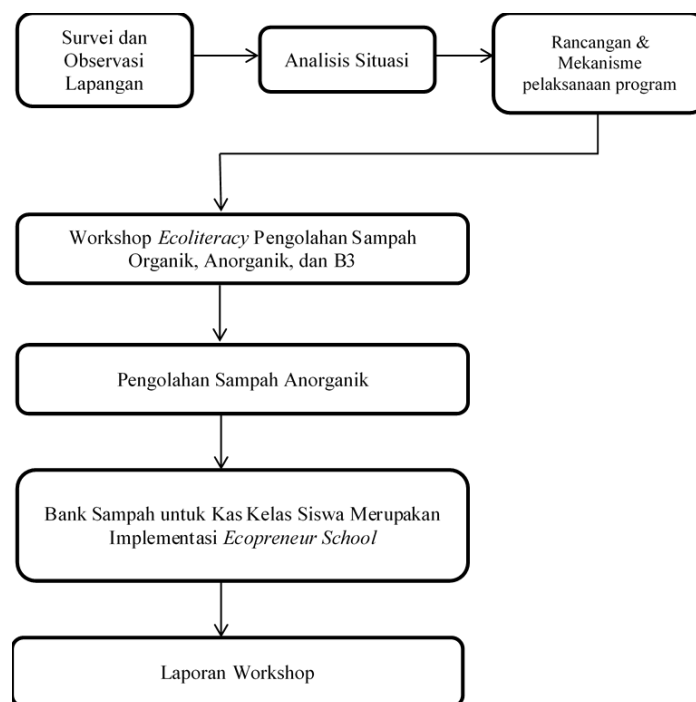 Survei dan
Observasi
Lapangan
Analisis Situasi
Rancangan &
Mekanisme
pelaksanaan program
Workshop Ecoliteracy Pengolahan Sampah
Organik, Anorganik, dan B3
Pengolahan Sampah Anorganik
Bank Sampah untuk Kas Kelas Siswa Merupakan
Implementasi Ecopreneur School
Laporan Workshop